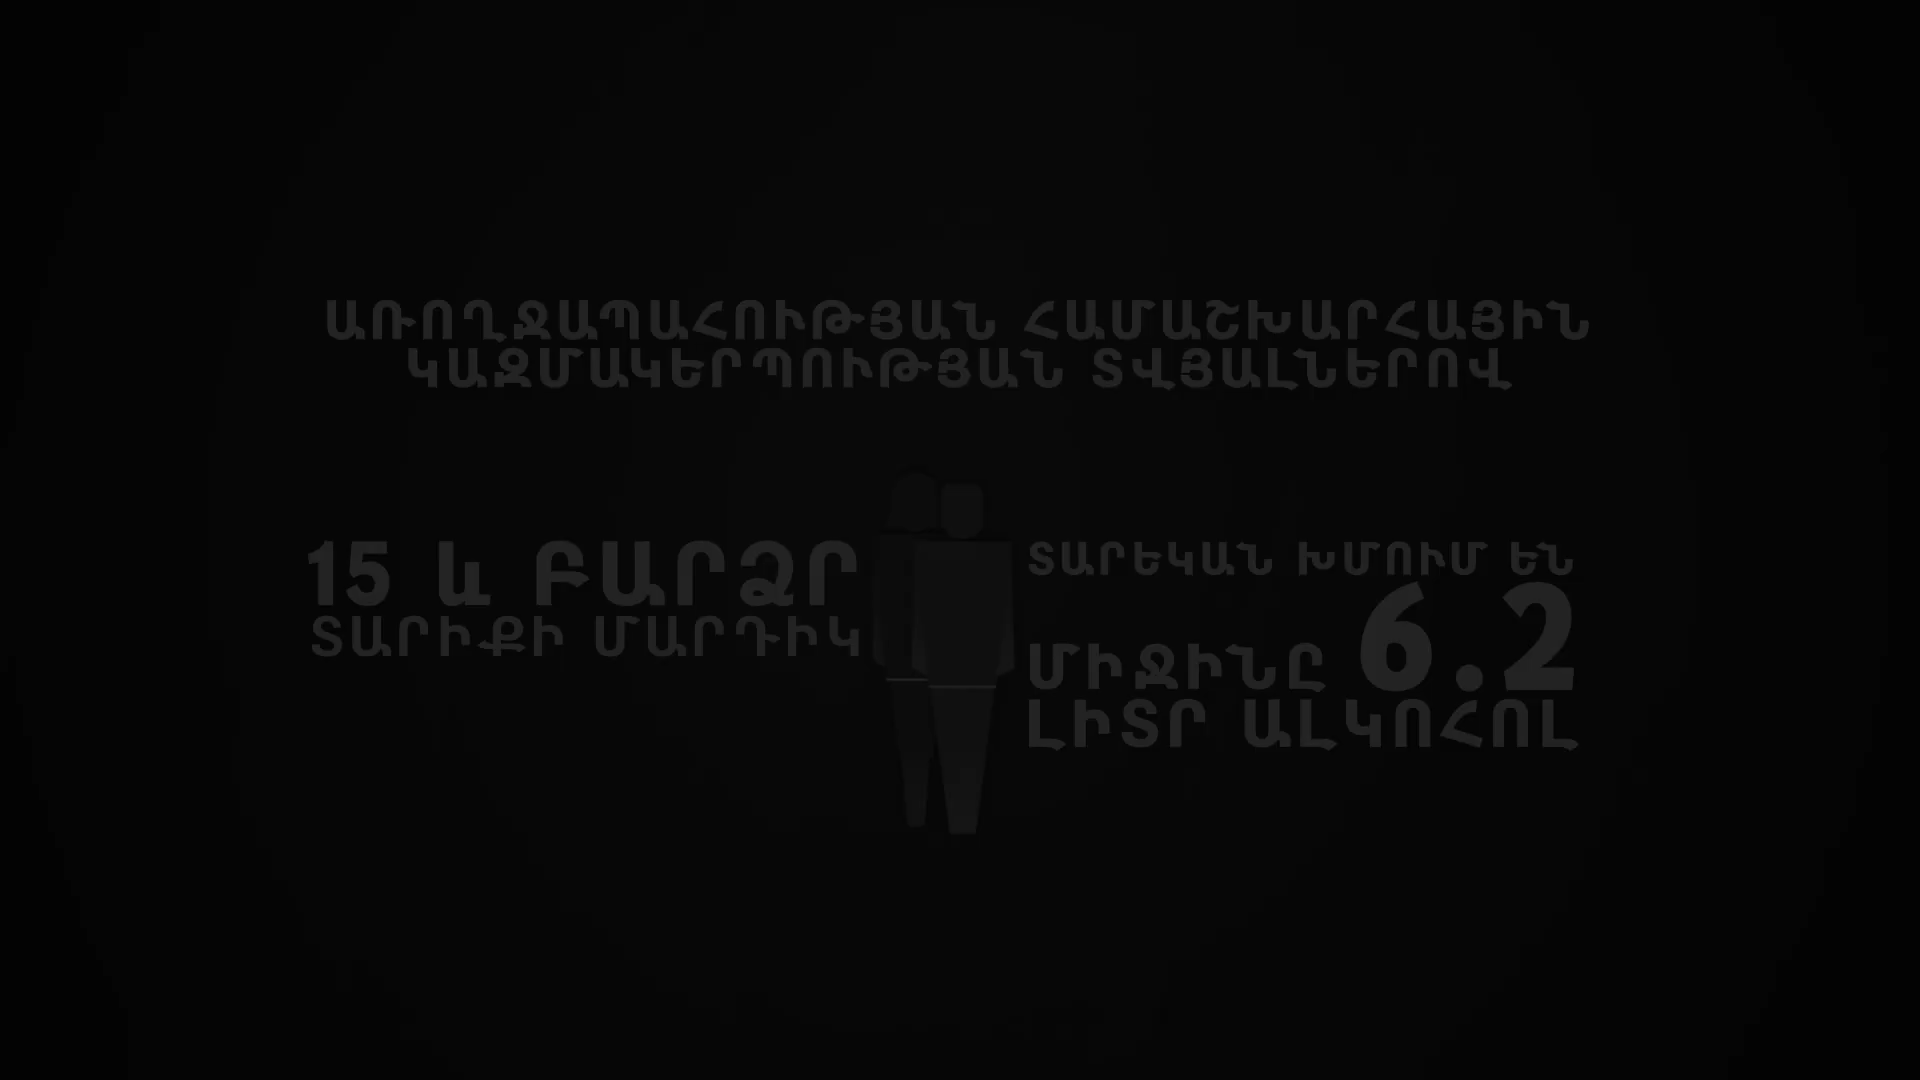 ԱՌՈՂՋԱՊԱՀՈՒԹՅԱՆ ՀԱՄԱՇԽԱՐՀԱՅԻՆ
ԿԱԶՄԱԿԵՐՊՈՒԹՅԱՆ ՏՎՅԱԼՆԵՐՈՎ
15 և ԲԱՐՁՐ
ՏԱՐԻՔԻ ՄԱՐԴԻԿ
ՏԱՐԵԿԱՆ ԽՄՈՒՄ ԵՆ
ՄԻՋԻՆԸ 6.2
ԼԻՏՐ ԱԼԿՈՀՈԼ